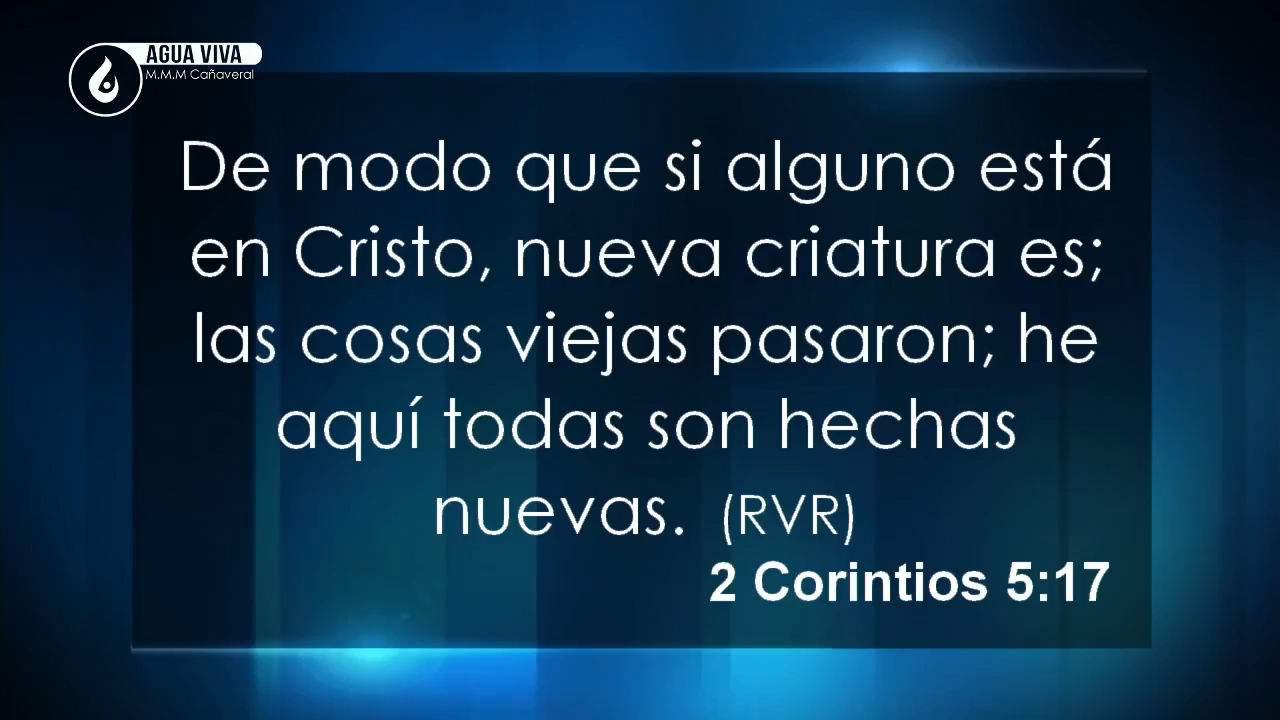 AGUA VIVA
M.M.M Cañaveral
De modo que si alguno está
en Cristo, nueva criatura es;
las cosas viejas pasaron; he
aquí todas son hechas
nuevas. (RVR)
2 Corintios 5:17